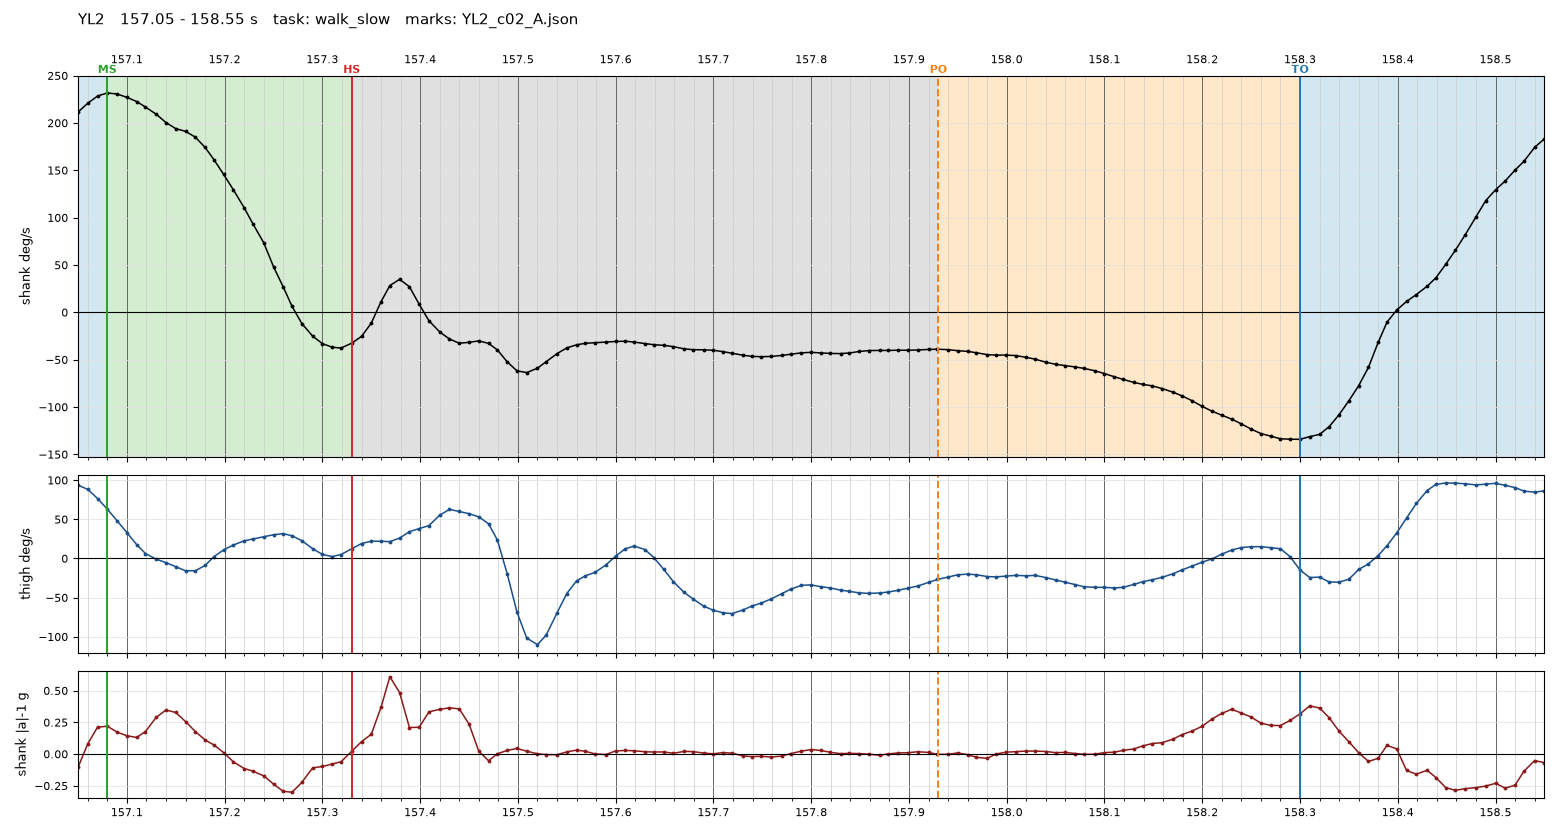 YL2   157.05 - 158.55 s   task: walk_slow   marks: YL2_c02_A.json
157.1 157.2 157.3 157.4 157.5 157.6 157.7 157.8 157.9 158.0 158.1 158.2 158.3 158.4 158.5
MS HS PO TO
shank deg/s
250
200
150
100
50
0
−50
−100
−150
thigh deg/s
100
50
0
−50
−100
shank |a|-1 g
0.50
0.25
0.00
−0.25
157.1 157.2 157.3 157.4 157.5 157.6 157.7 157.8 157.9 158.0 158.1 158.2 158.3 158.4 158.5